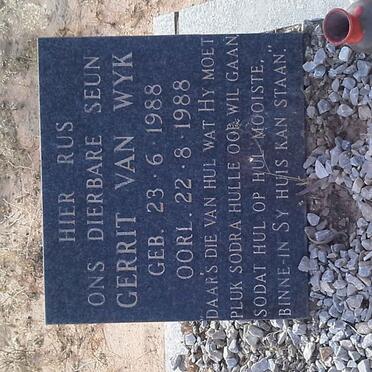 HIER RUS
ONS DIERBARE SEUN
GERRIT VAN WYK
GEB. 23·6·1988
OORL. 22·8·1988
DAAR'S DIE VAN HUL WAT HY MOET
PLUK SODRA HULLE OOK WIL GAAN
SODAT HUL OP HUL MOOISTE,
BINNE-IN SY HUIS KAN STAAN."